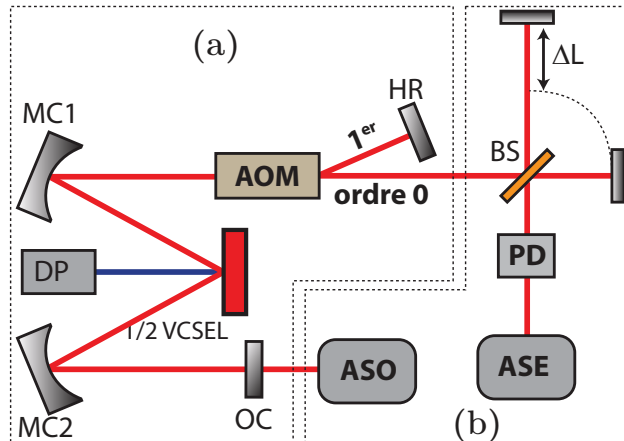 (a)
ΔL
HR
MC1
1er
BS
AOM
ordre 0
DP
PD
1/2 VCSEL
ASO
ASE
MC2
OC
(b)